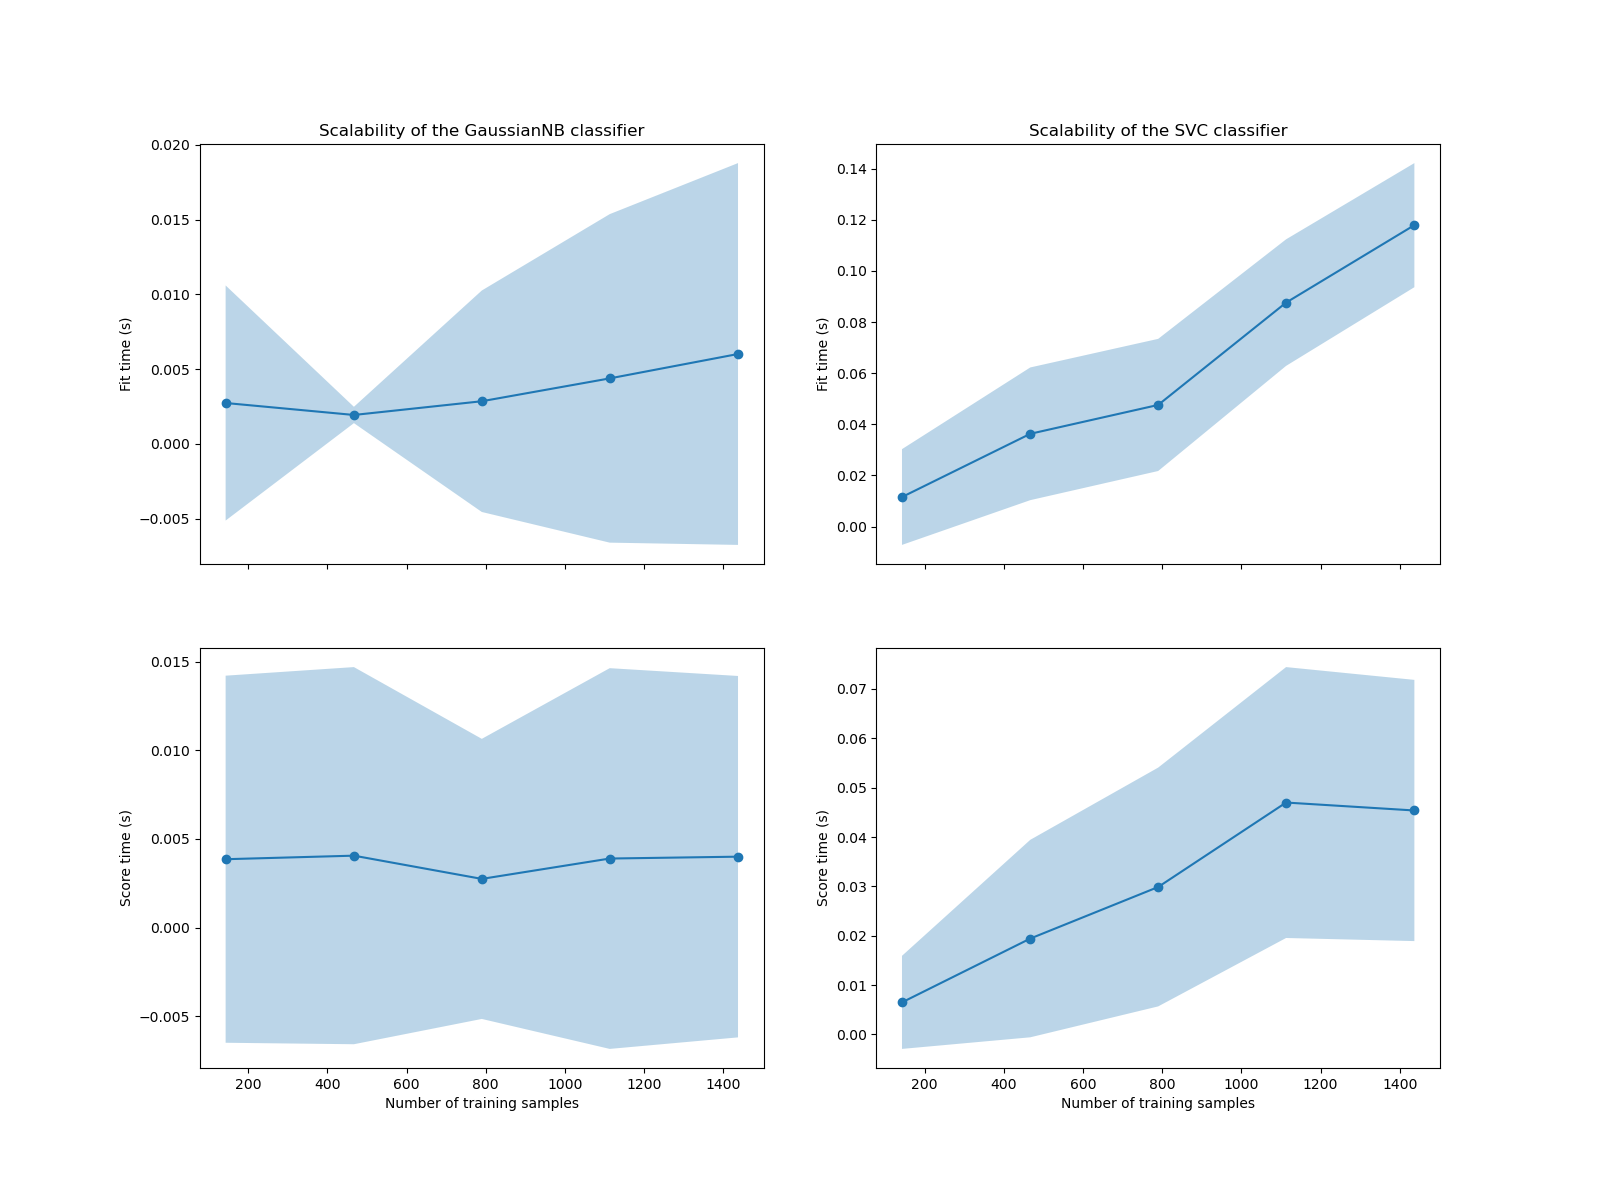 Scalability of the GaussianNB classifier
0.020
0.015
0.010
0.005
0.000
−0.005
Fit time (s)
Scalability of the SVC classifier
0.14
0.12
0.10
0.08
0.06
0.04
0.02
0.00
Fit time (s)
0.015
0.010
0.005
0.000
−0.005
Score time (s)
200 400 600 800 1000 1200 1400
Number of training samples
0.07
0.06
0.05
0.04
0.03
0.02
0.01
0.00
Score time (s)
200 400 600 800 1000 1200 1400
Number of training samples